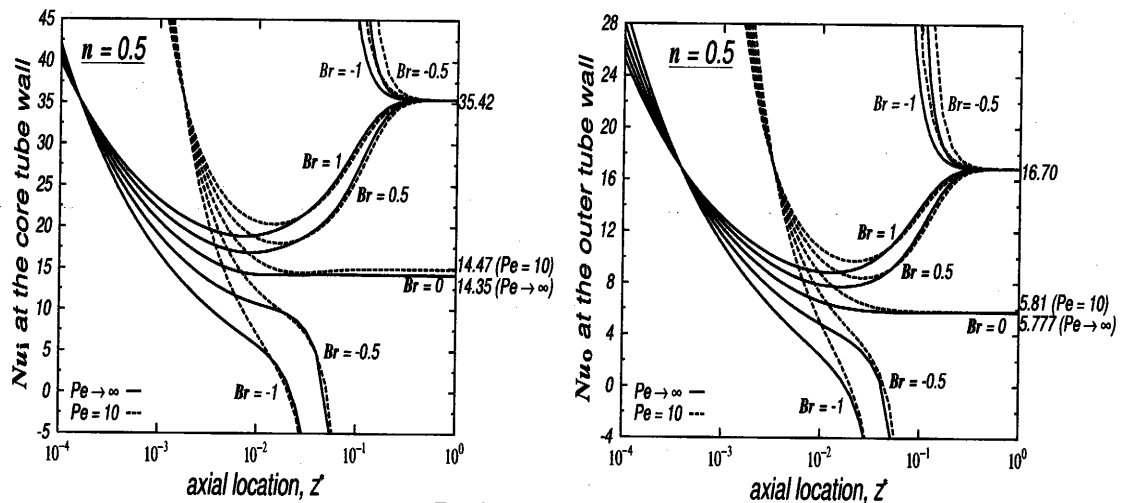 45
40
35
30
25
20
15
10
5
0
-5
Nui at the core tube wall
n = 0.5
Br = -1
Br = -0.5
35.42
Br = 1
Br = 0.5
14.47 (Pe = 10)
Br = 0
14.35 (Pe→∞)
Br = -0.5
Br = -1
Pe→∞
Pe = 10
10⁻⁴ 10⁻³ 10⁻² 10⁻¹ 10⁰
axial location, z*
28
24
20
16
12
8
4
0
-4
Nuo at the outer tube wall
n = 0.5
Br = -1
Br = -0.5
16.70
Br = 1
Br = 0.5
5.81 (Pe = 10)
Br = 0
5.777 (Pe→∞)
Br = -0.5
Br = -1
Pe→∞
Pe = 10
10⁻⁴ 10⁻³ 10⁻² 10⁻¹ 10⁰
axial location, z*